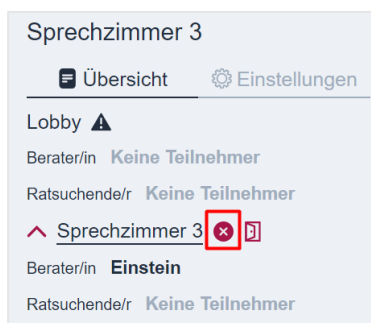 Sprechzimmer 3
Übersicht Einstellungen
Lobby
Berater/in Keine Teilnehmer
Ratsuchende/r Keine Teilnehmer
Sprechzimmer 3
Berater/in Einstein
Ratsuchende/r Keine Teilnehmer